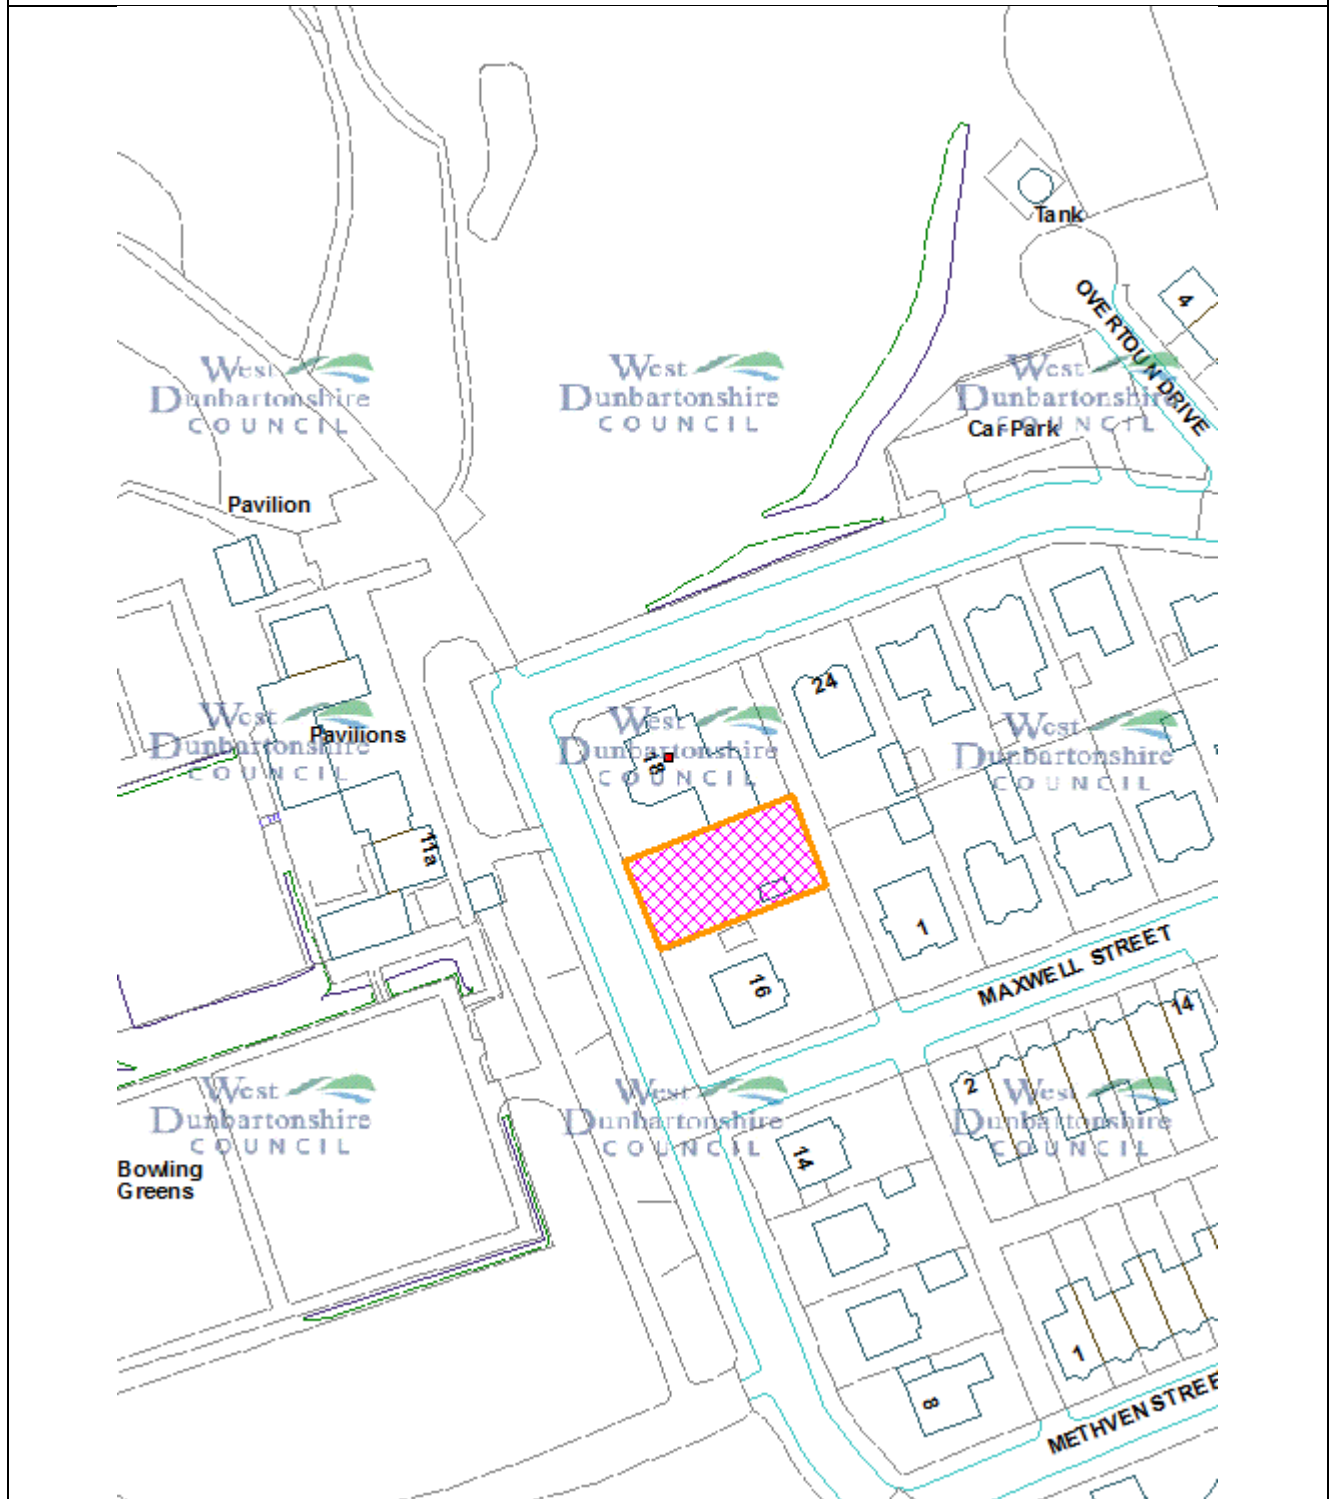 Tank
4
OVERTOUN DRIVE
West
Dunbartonshire
COUNCIL
West
Dunbartonshire
COUNCIL
West
Dunbartonshire
COUNCIL
Car Park
Pavilion
24
West
Dunbartonshire
COUNCIL
Pavilions
West
Dunbartonshire
COUNCIL
18
West
Dunbartonshire
COUNCIL
11a
1
MAXWELL STREET
16
14
2
West
Dunbartonshire
COUNCIL
West
Dunbartonshire
COUNCIL
West
Dunbartonshire
COUNCIL
14
Bowling
Greens
1
8
METHVEN STREE